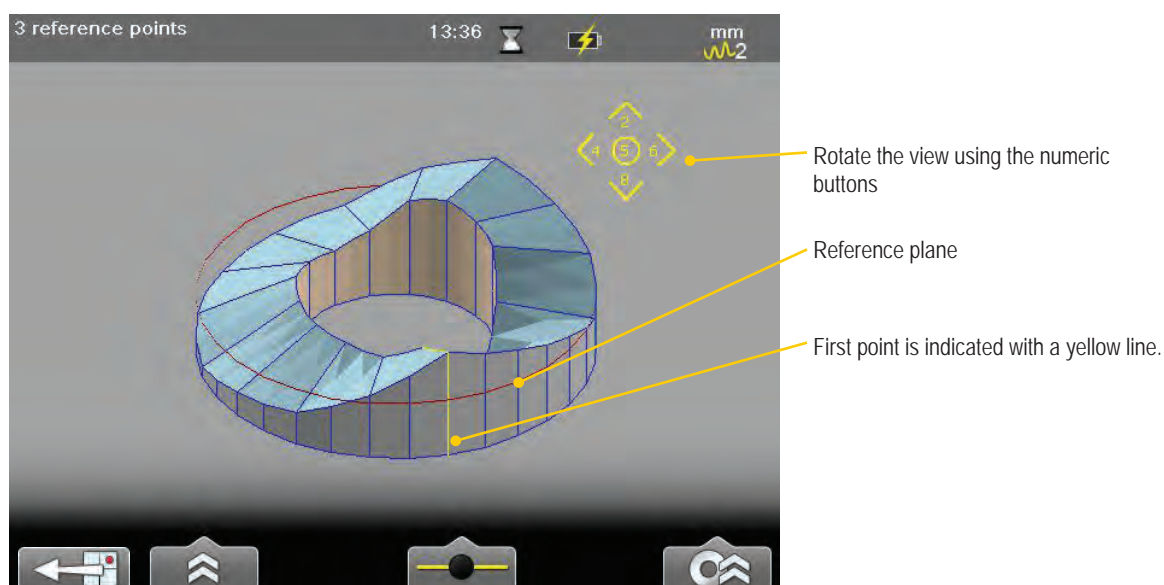 3 reference points
13:36
mm
2
2
4 5 6
8
Rotate the view using the numeric
buttons
Reference plane
First point is indicated with a yellow line.